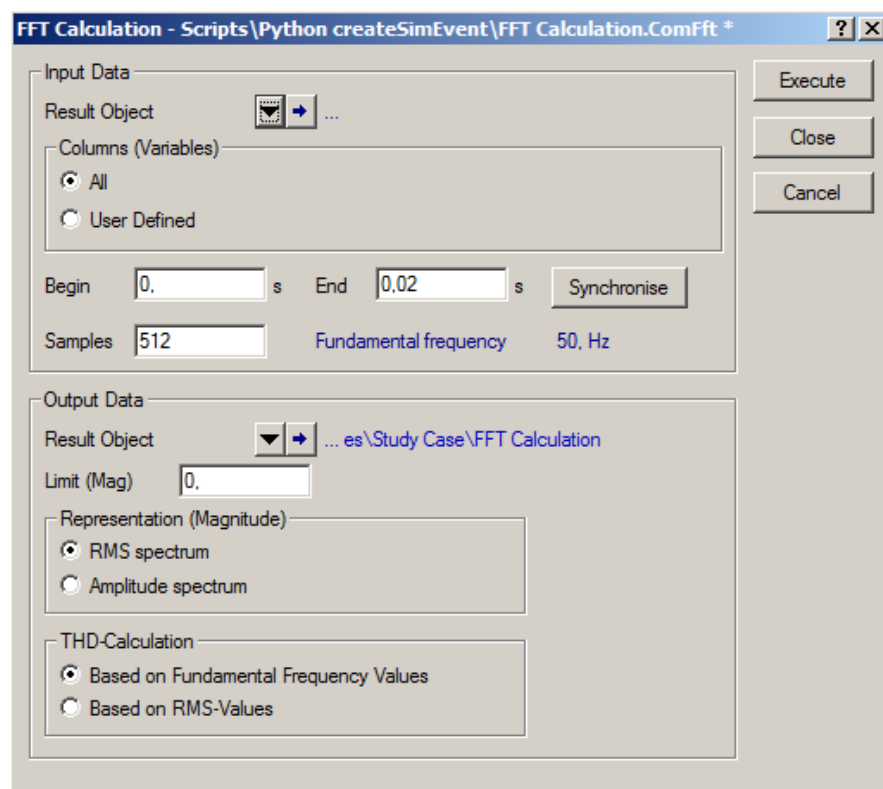 FFT Calculation - Scripts\Python createSimEvent\FFT Calculation.ComFft *
Input Data
Execute
Result Object ...
Close
Columns (Variables)
All
Cancel
User Defined
Begin 0, s End 0,02 s Synchronise
Samples 512 Fundamental frequency 50, Hz
Output Data
Result Object ... es\Study Case\FFT Calculation
Limit (Mag) 0,
Representation (Magnitude)
RMS spectrum
Amplitude spectrum
THD-Calculation
Based on Fundamental Frequency Values
Based on RMS-Values